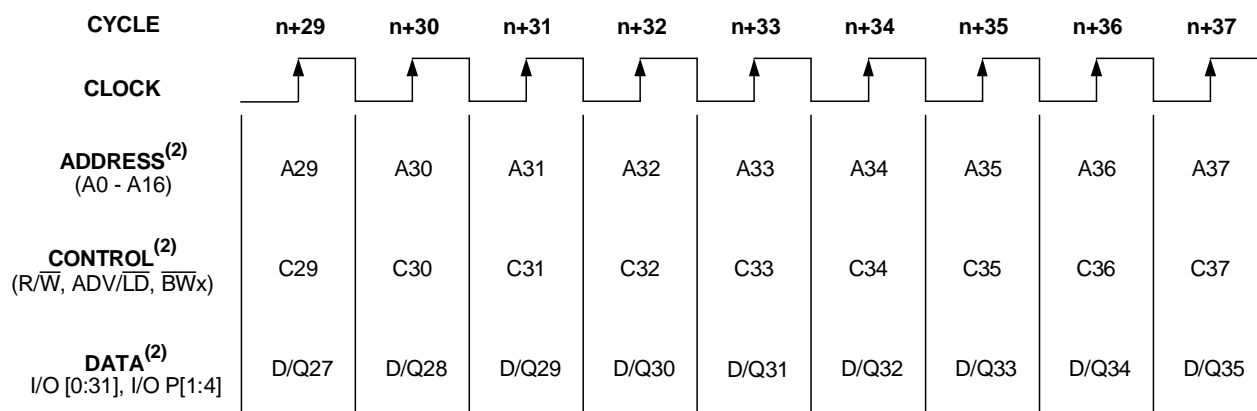 CYCLE n+29 n+30 n+31 n+32 n+33 n+34 n+35 n+36 n+37
CLOCK
ADDRESS(2)
(A0 - A16)
A29 A30 A31 A32 A33 A34 A35 A36 A37
CONTROL(2)
(R/W̅, ADV/L̅D̅, B̅W̅x)
C29 C30 C31 C32 C33 C34 C35 C36 C37
DATA(2)
I/O [0:31], I/O P[1:4]
D/Q27 D/Q28 D/Q29 D/Q30 D/Q31 D/Q32 D/Q33 D/Q34 D/Q35